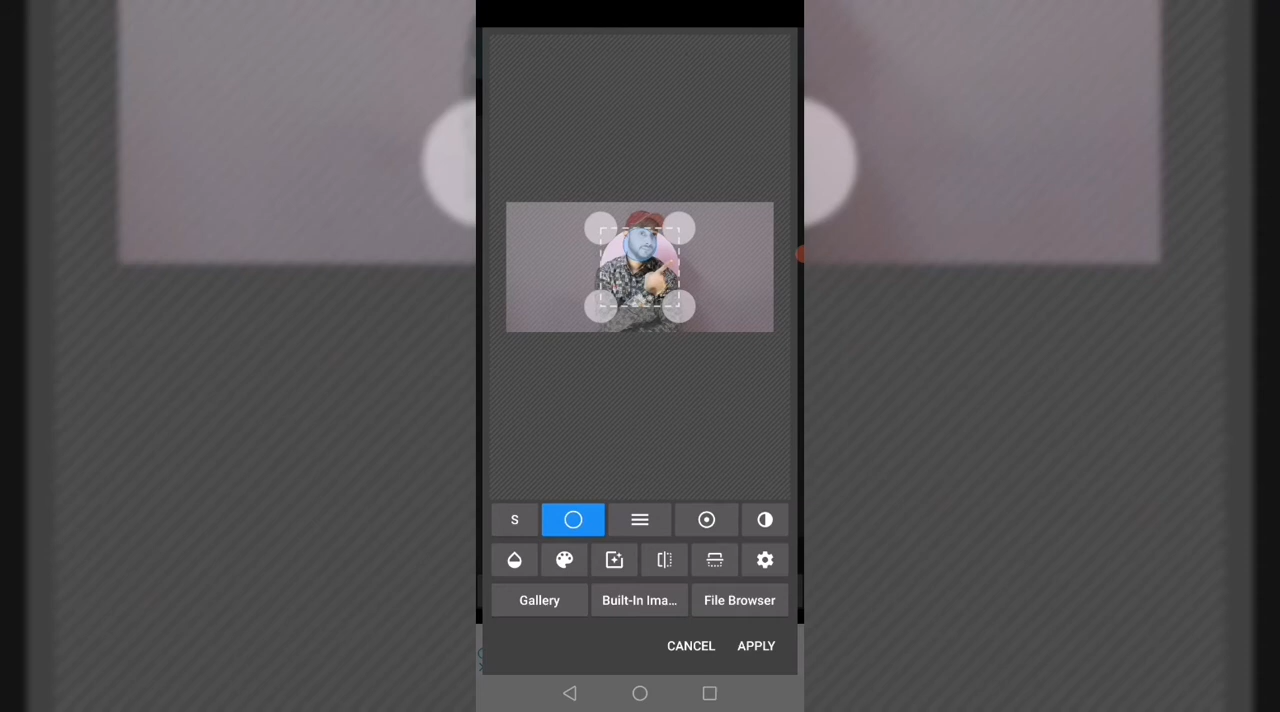 S
Gallery
Built-In Ima...
File Browser
CANCEL
APPLY